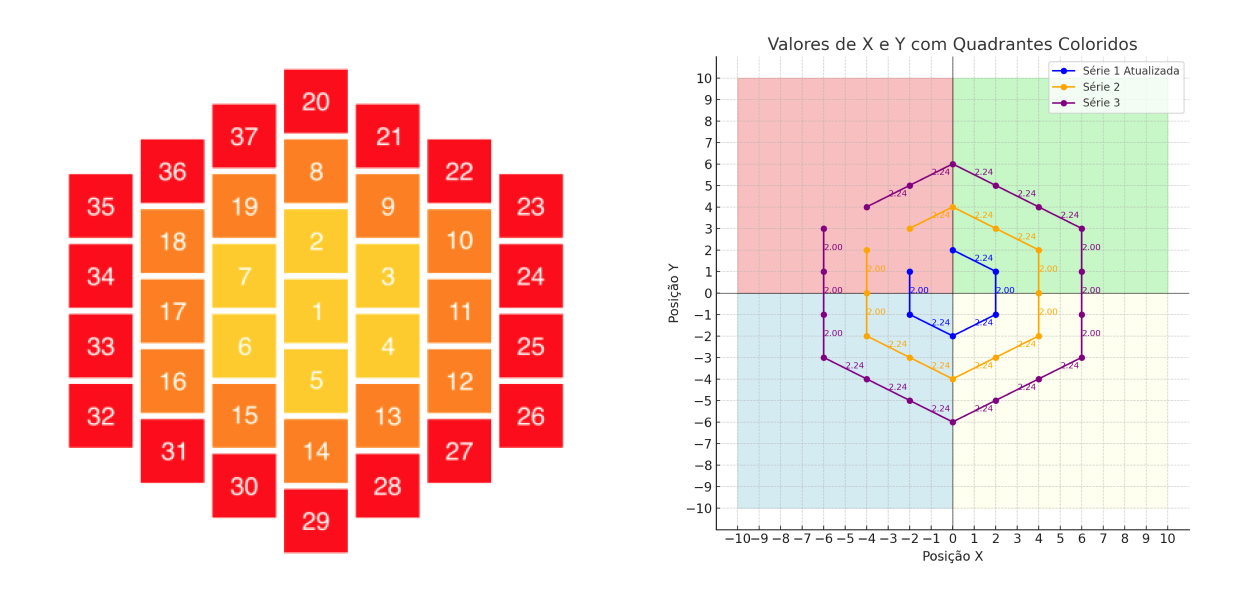 20
37 21
36 8 22
35 19 9 23
18 2 10
34 7 3 24
17 1 11
33 6 4 25
16 5 12
32 15 13 26
31 14 27
30 28
29
Valores de X e Y com Quadrantes Coloridos
Série 1 Atualizada
Série 2
Série 3
10
9
8
7
6
5
4
3
2
1
0
−1
−2
−3
−4
−5
−6
−7
−8
−9
−10
Posição Y
2.24 2.24
2.24 2.24
2.24 2.24
2.00 2.24 2.00
2.00 2.00 2.00
2.00 2.00 2.00 2.00
2.00 2.00
2.24 2.24 2.24 2.24
2.00 2.00
2.24 2.24
2.24 2.24 2.24 2.24
2.24 2.24 2.24 2.24
2.24 2.24
−10 −9 −8 −7 −6 −5 −4 −3 −2 −1 0 1 2 3 4 5 6 7 8 9 10
Posição X